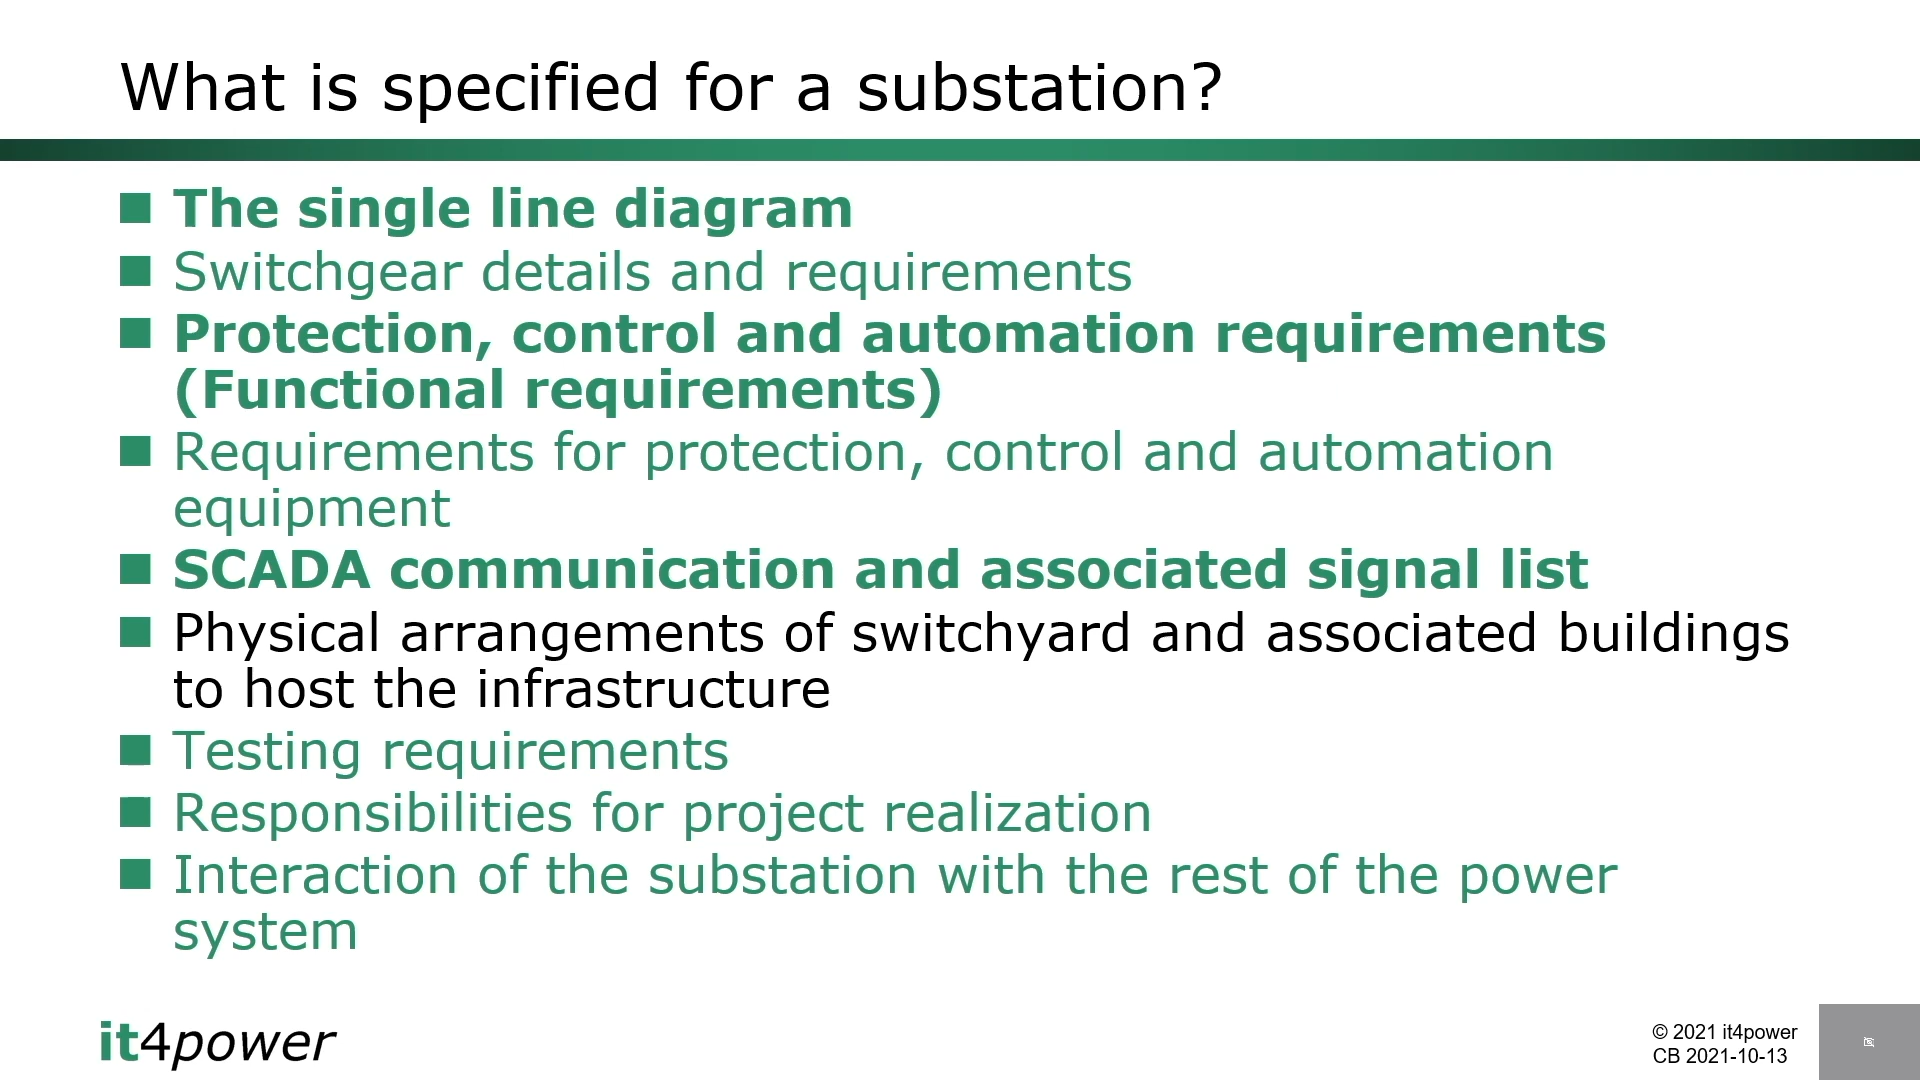 What is specified for a substation?
The single line diagram
Switchgear details and requirements
Protection, control and automation requirements
(Functional requirements)
Requirements for protection, control and automation
equipment
SCADA communication and associated signal list
Physical arrangements of switchyard and associated buildings
to host the infrastructure
Testing requirements
Responsibilities for project realization
Interaction of the substation with the rest of the power
system
it4power
© 2021 it4power
CB 2021-10-13